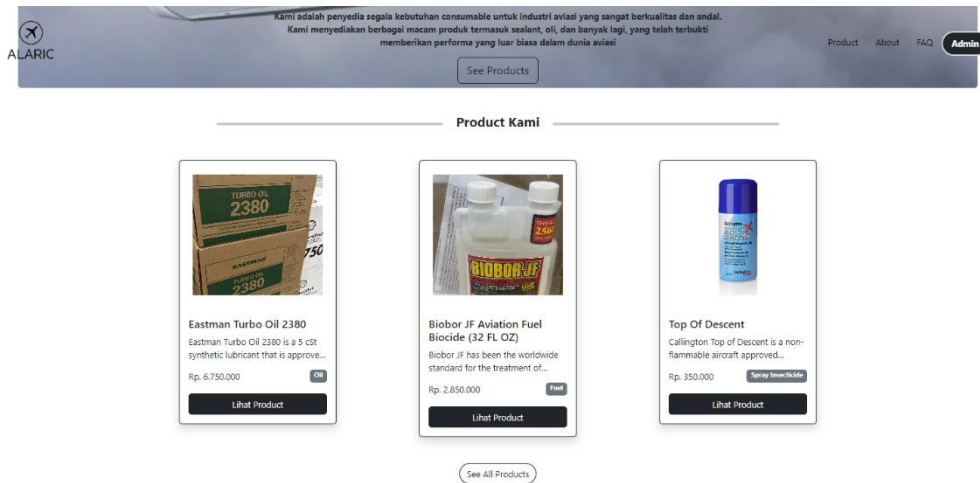 Kami adalah penyedia segala kebutuhan consumable untuk industri aviasi yang sangat berkualitas dan andal.
Kami menyediakan berbagai macam produk termasuk sealant, oli, dan banyak lagi, yang telah terbukti
memberikan performa yang luar biasa dalam dunia aviasi
ALARIC
Product About FAQ Admin
See Products
Product Kami
TURBO OIL
2380
EASTMAN
TURBO OIL
2380
750
2560
BIOBOR JF
Eastman Turbo Oil 2380
Eastman Turbo Oil 2380 is a 5 cSt
synthetic lubricant that is approve...
Rp. 6.750.000 Oil
Lihat Product
Biobor JF Aviation Fuel
Biocide (32 FL OZ)
Biobor JF has been the worldwide
standard for the treatment of...
Rp. 2.850.000 Fuel
Lihat Product
Top Of Descent
Callington Top of Descent is a non-
flammable aircraft approved...
Rp. 350.000 Spray Insecticide
Lihat Product
See All Products